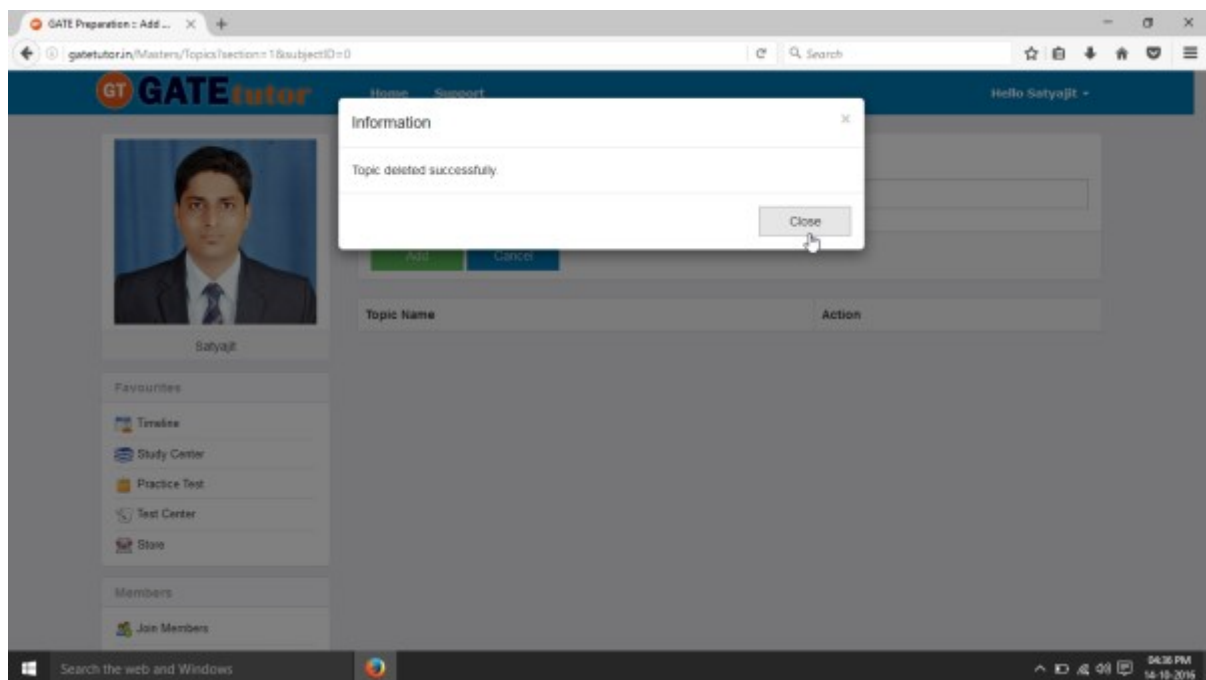 GATE Preparation :: Add ...
gatetutor.in/Masters/Topics?section=1&subjectID=0
Search
GT GATEtutor
Home Support
Hello Satyajit
Information
×
Topic deleted successfully.
Close
Add Cancel
Topic Name Action
Satyajit
Favourites
Timeline
Study Center
Practice Test
Test Center
Store
Members
Join Members
Search the web and Windows
04:36 PM
14-10-2016